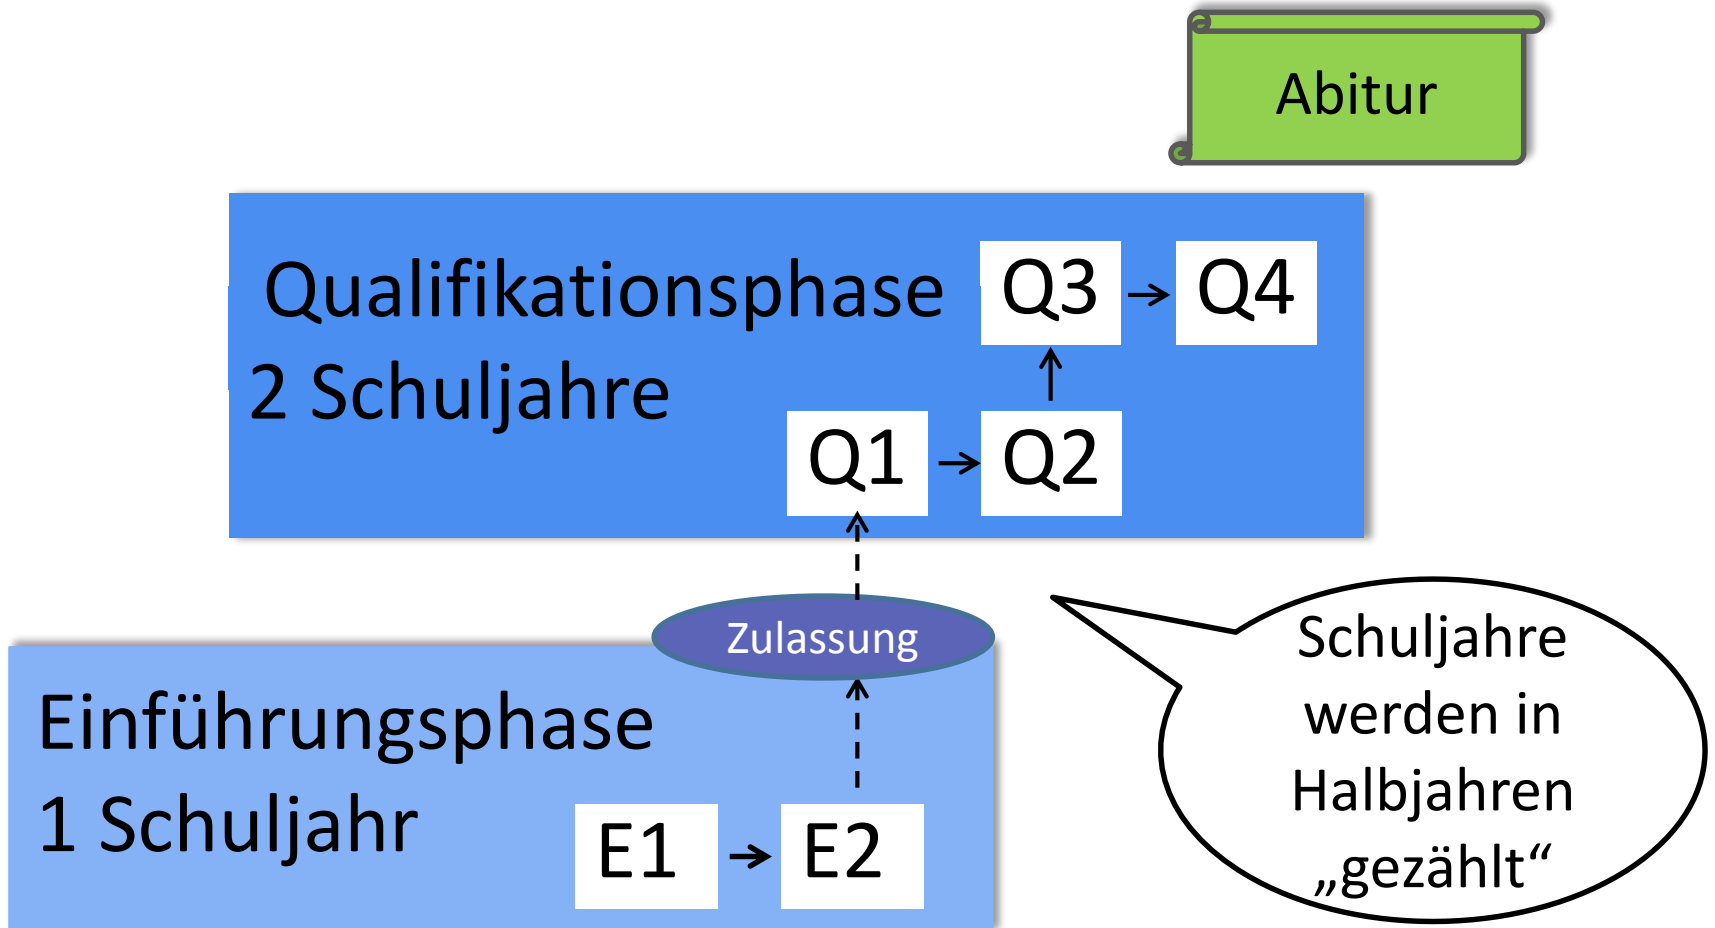 Abitur
Qualifikationsphase
2 Schuljahre
Q3
Q4
Q1
Q2
Zulassung
Einführungsphase
1 Schuljahr
E1
E2
Schuljahre
werden in
Halbjahren
„gezählt“